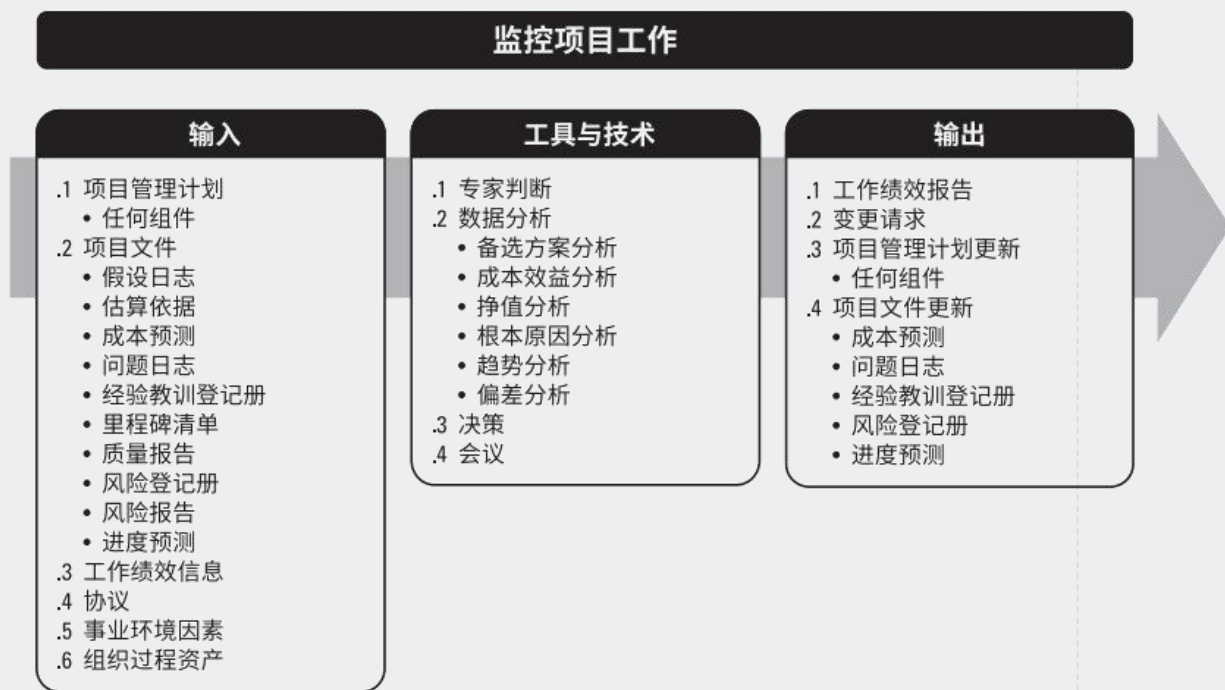 监控项目工作
输入
.1 项目管理计划
• 任何组件
.2 项目文件
• 假设日志
• 估算依据
• 成本预测
• 问题日志
• 经验教训登记册
• 里程碑清单
• 质量报告
• 风险登记册
• 风险报告
• 进度预测
.3 工作绩效信息
.4 协议
.5 事业环境因素
.6 组织过程资产
工具与技术
.1 专家判断
.2 数据分析
• 备选方案分析
• 成本效益分析
• 挣值分析
• 根本原因分析
• 趋势分析
• 偏差分析
.3 决策
.4 会议
输出
.1 工作绩效报告
.2 变更请求
.3 项目管理计划更新
• 任何组件
.4 项目文件更新
• 成本预测
• 问题日志
• 经验教训登记册
• 风险登记册
• 进度预测